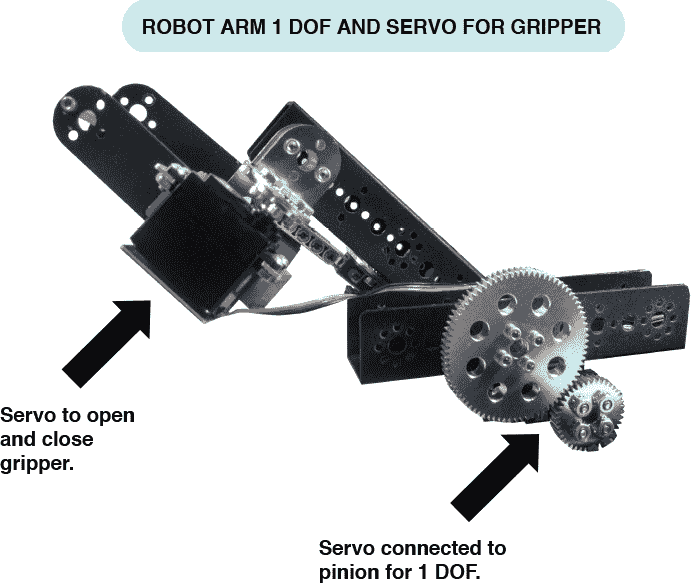 ROBOT ARM 1 DOF AND SERVO FOR GRIPPER
Servo to open
and close
gripper.
Servo connected to
pinion for 1 DOF.